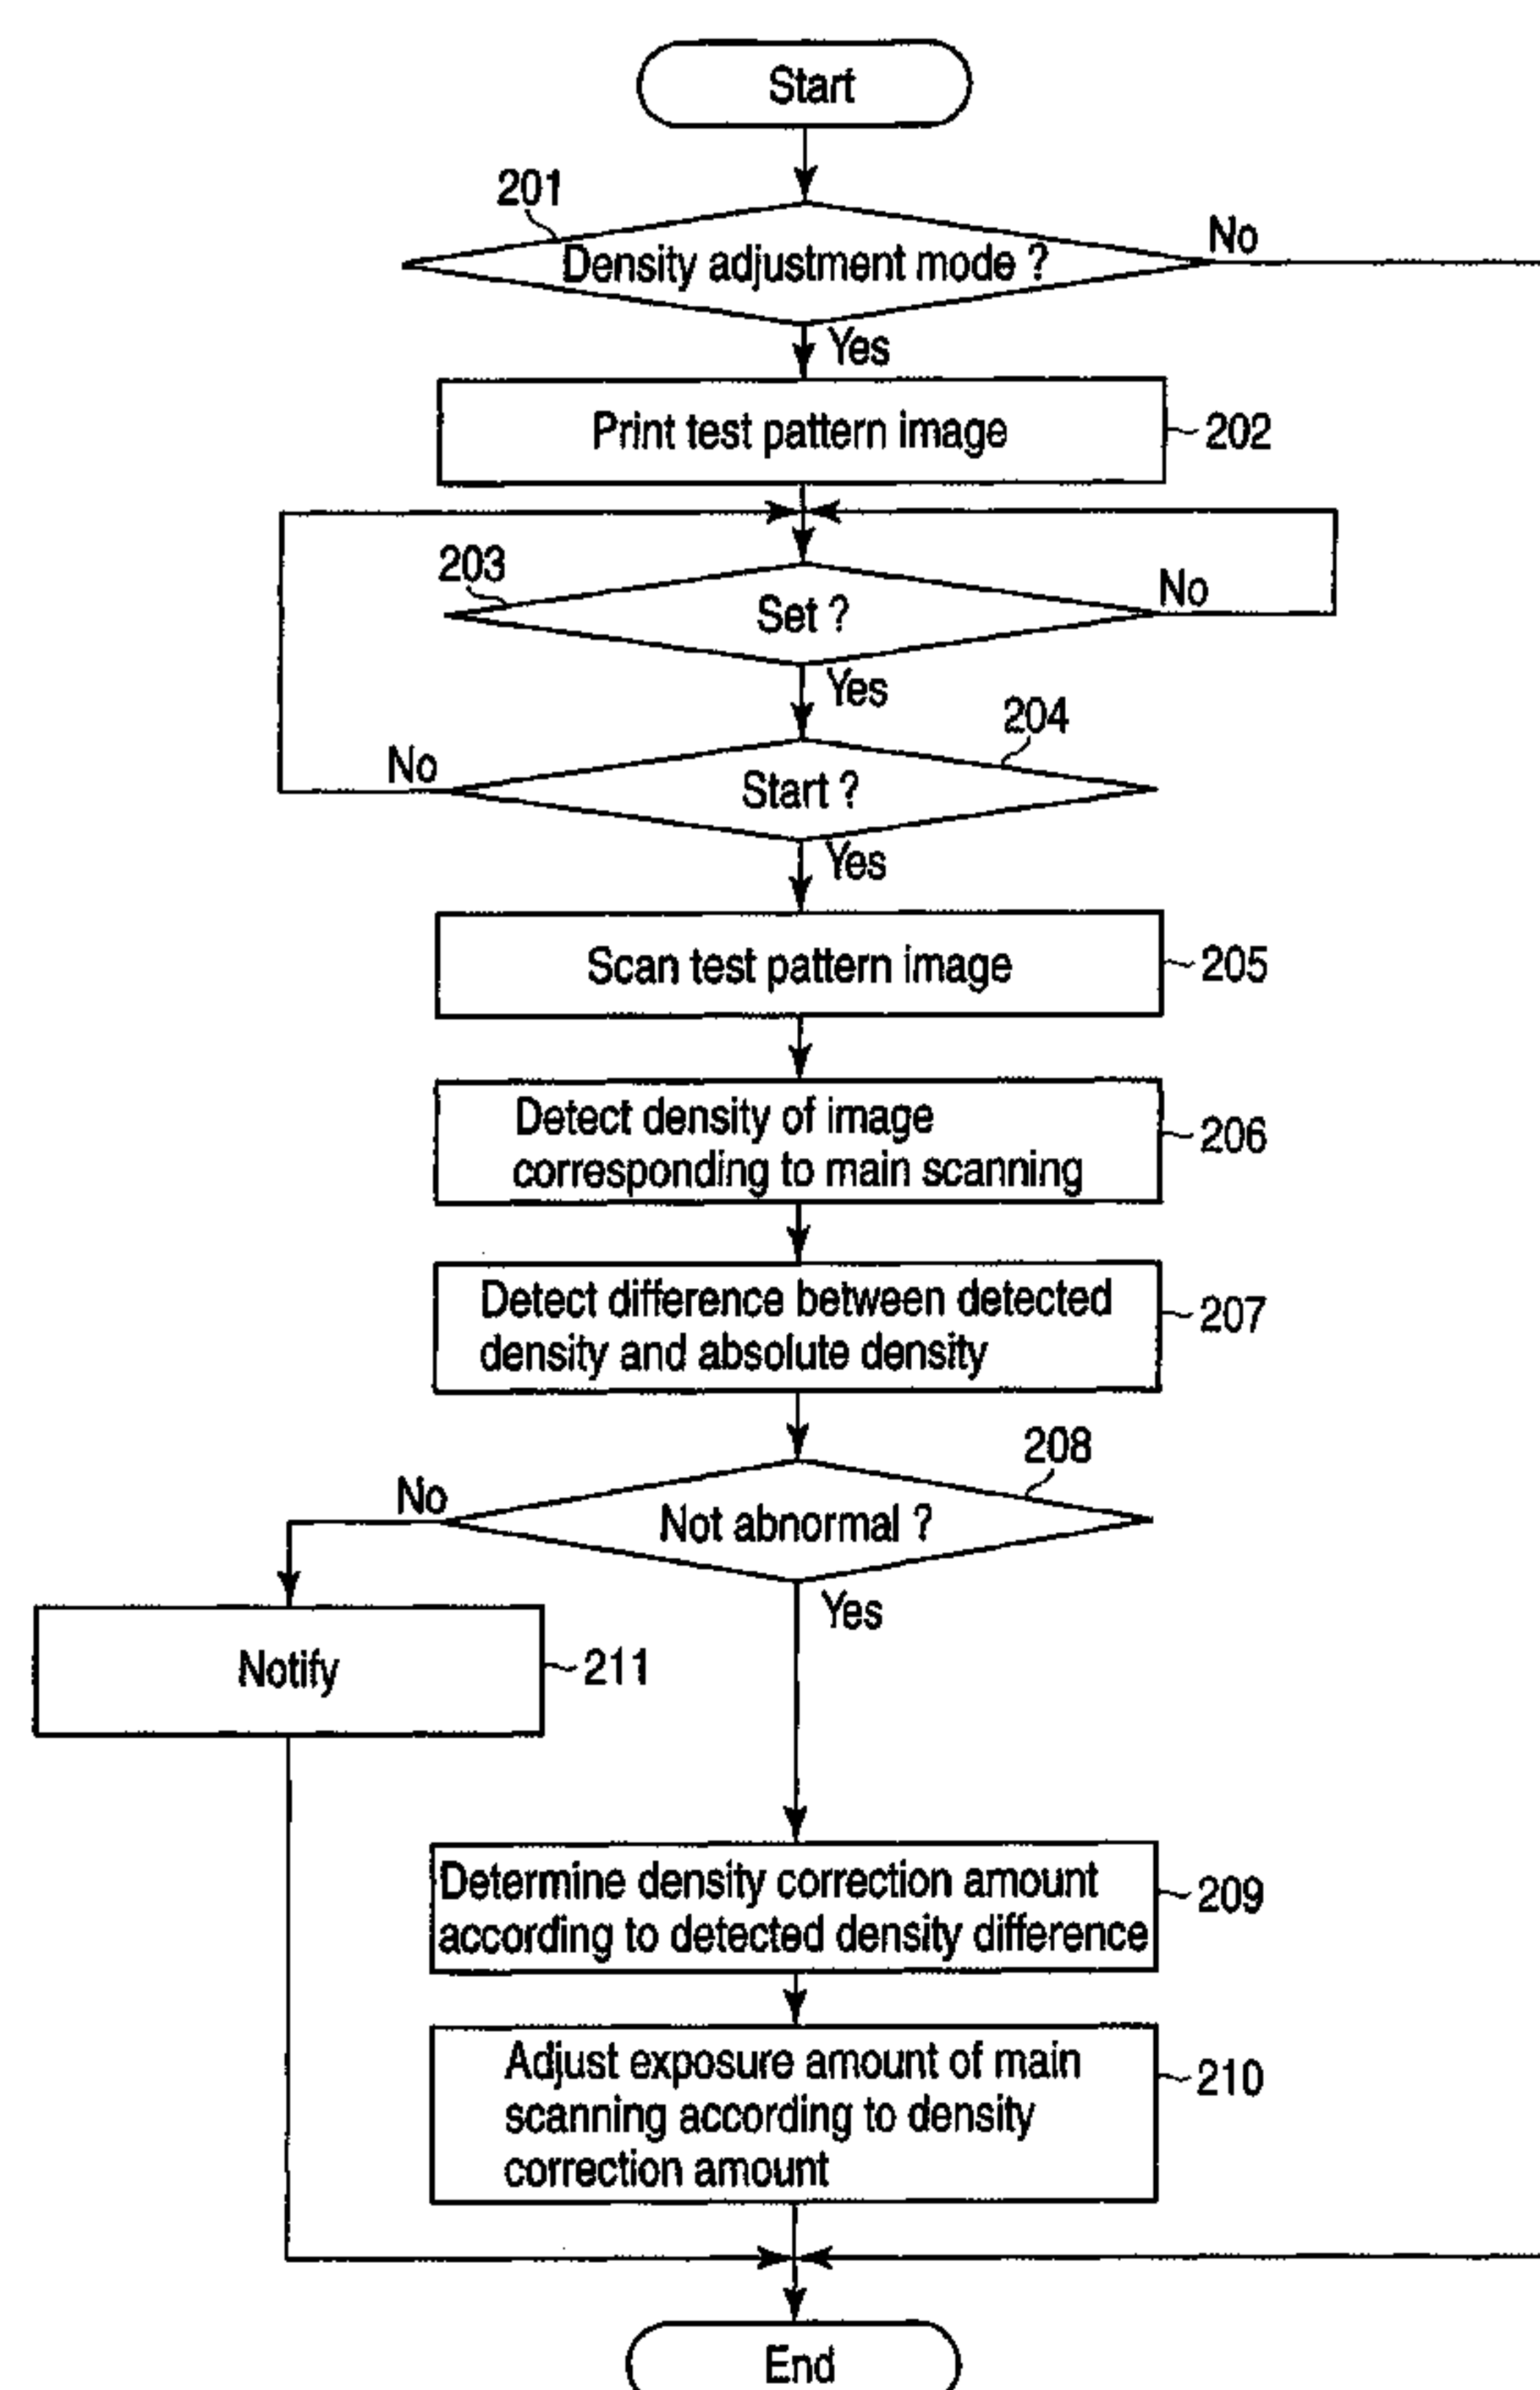 Start
201
Density adjustment mode ?
No
Yes
Print test pattern image
202
203
Set ?
No
Yes
204
Start ?
No
Yes
Scan test pattern image
205
Detect density of image
corresponding to main scanning
206
Detect difference between detected
density and absolute density
207
208
Not abnormal ?
No
Yes
Notify
211
Determine density correction amount
according to detected density difference
209
Adjust exposure amount of main
scanning according to density
correction amount
210
End